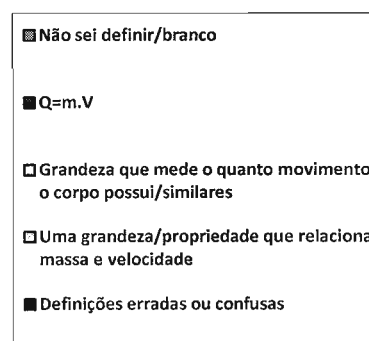 Não sei definir/branco
Q=m.V
Grandeza que mede o quanto movimento
o corpo possui/similares
Uma grandeza/propriedade que relaciona
massa e velocidade
Definições erradas ou confusas